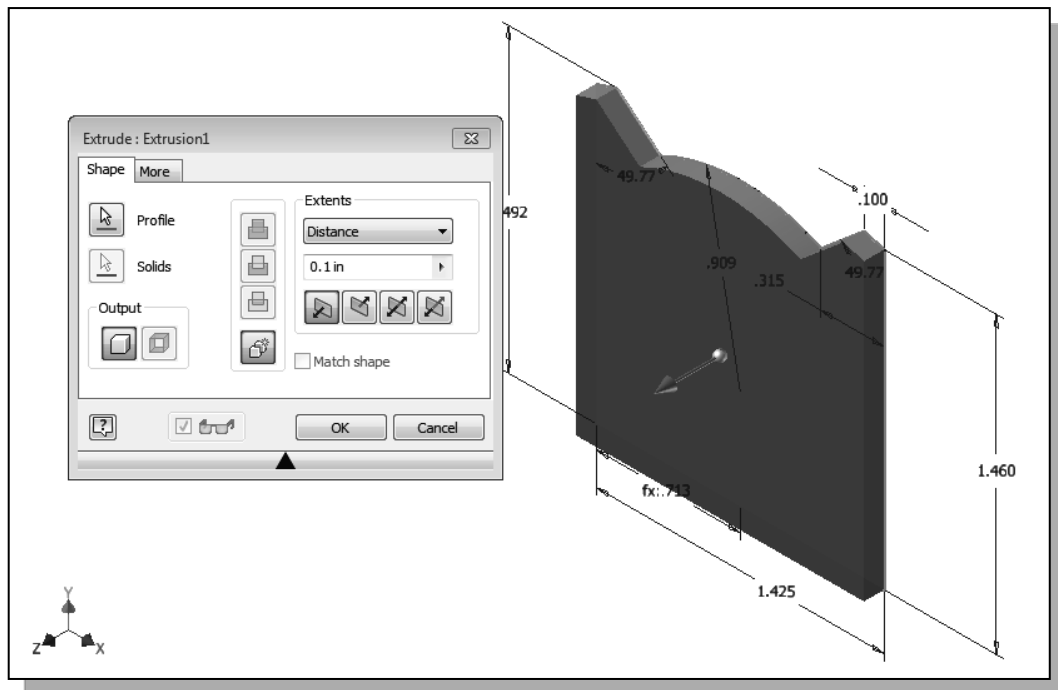 Extrude : Extrusion1
Shape More
Profile
Solids
Output
Extents
Distance
0.1 in
Match shape
OK Cancel
492
49.77
.100
.909
.315
49.77
1.460
fx:.713
1.425
Y
Z X